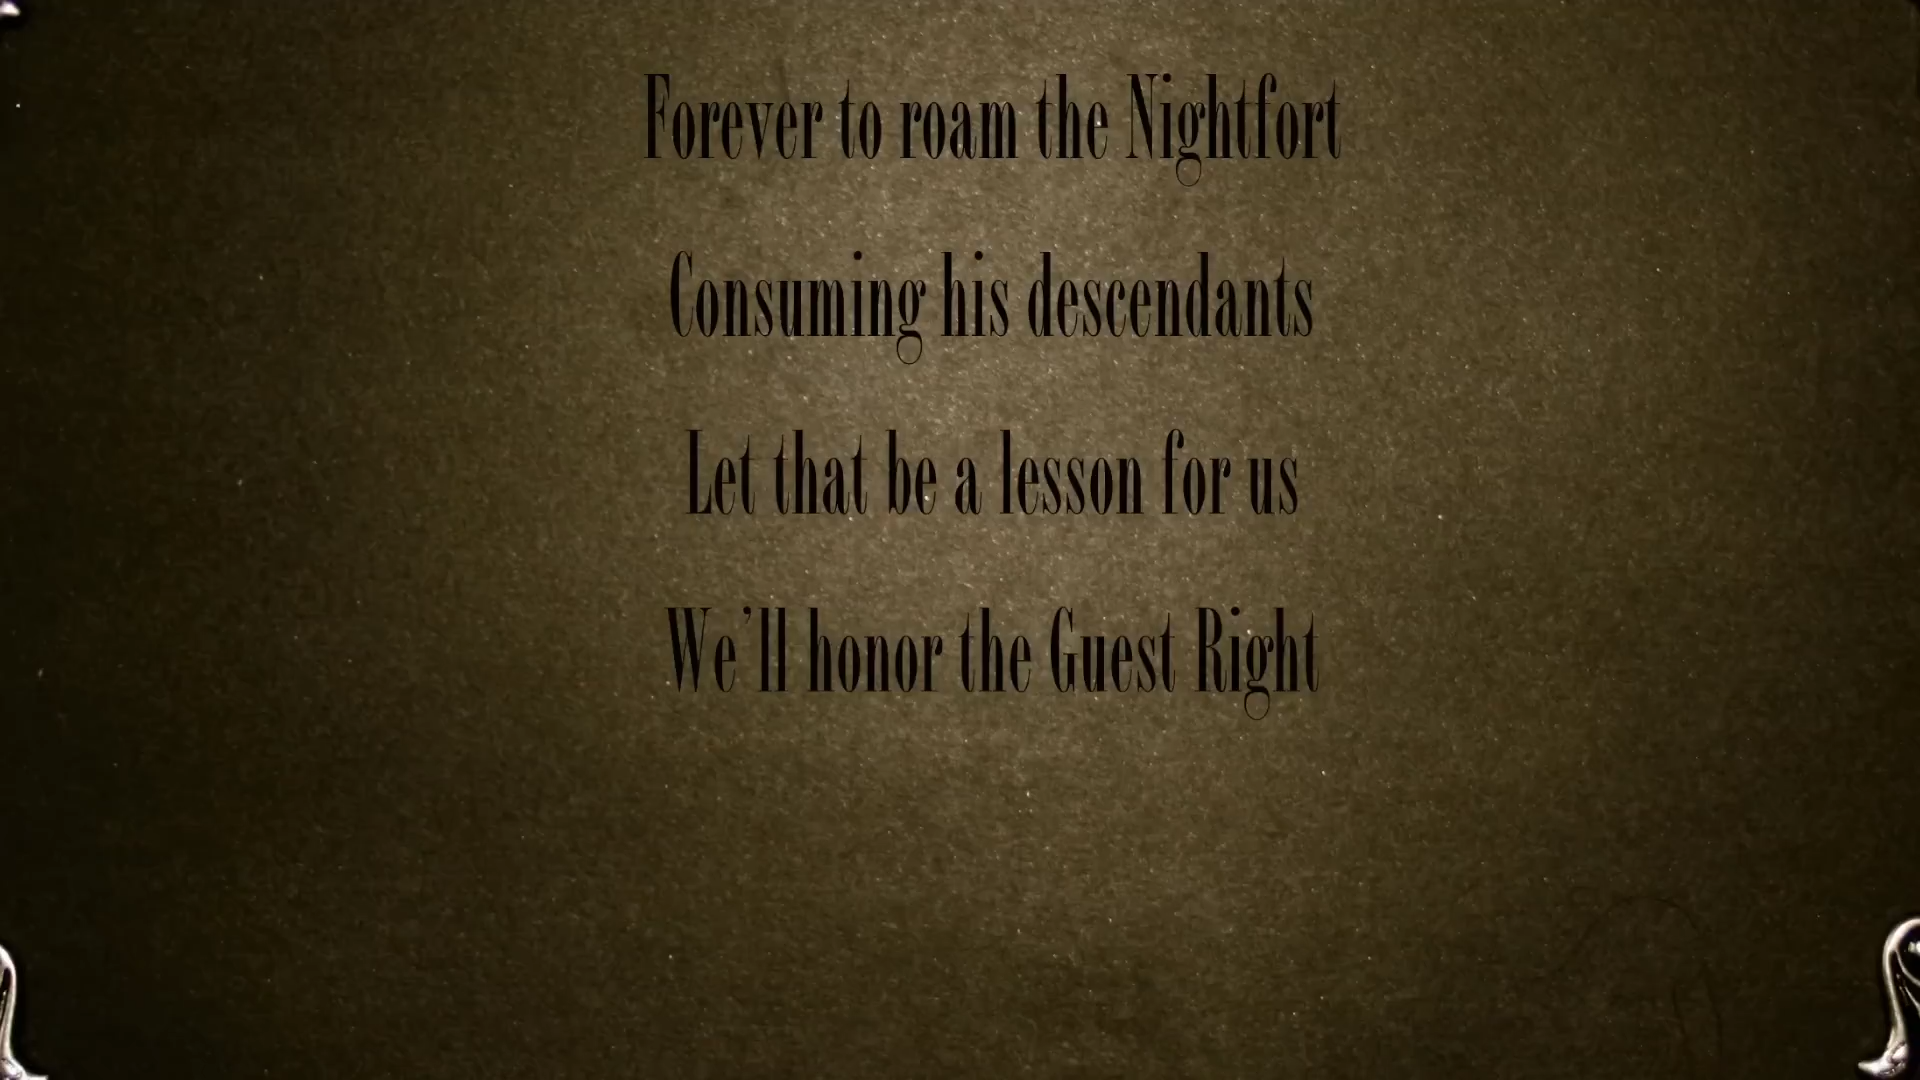 Forever to roam the Nightfort
Consuming his descendants
Let that be a lesson for us
We'll honor the Guest Right